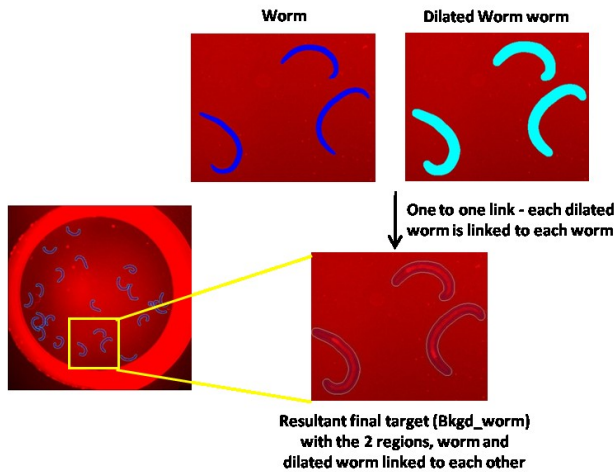 Worm
Dilated Worm worm
One to one link - each dilated
worm is linked to each worm
Resultant final target (Bkgd_worm)
with the 2 regions, worm and
dilated worm linked to each other